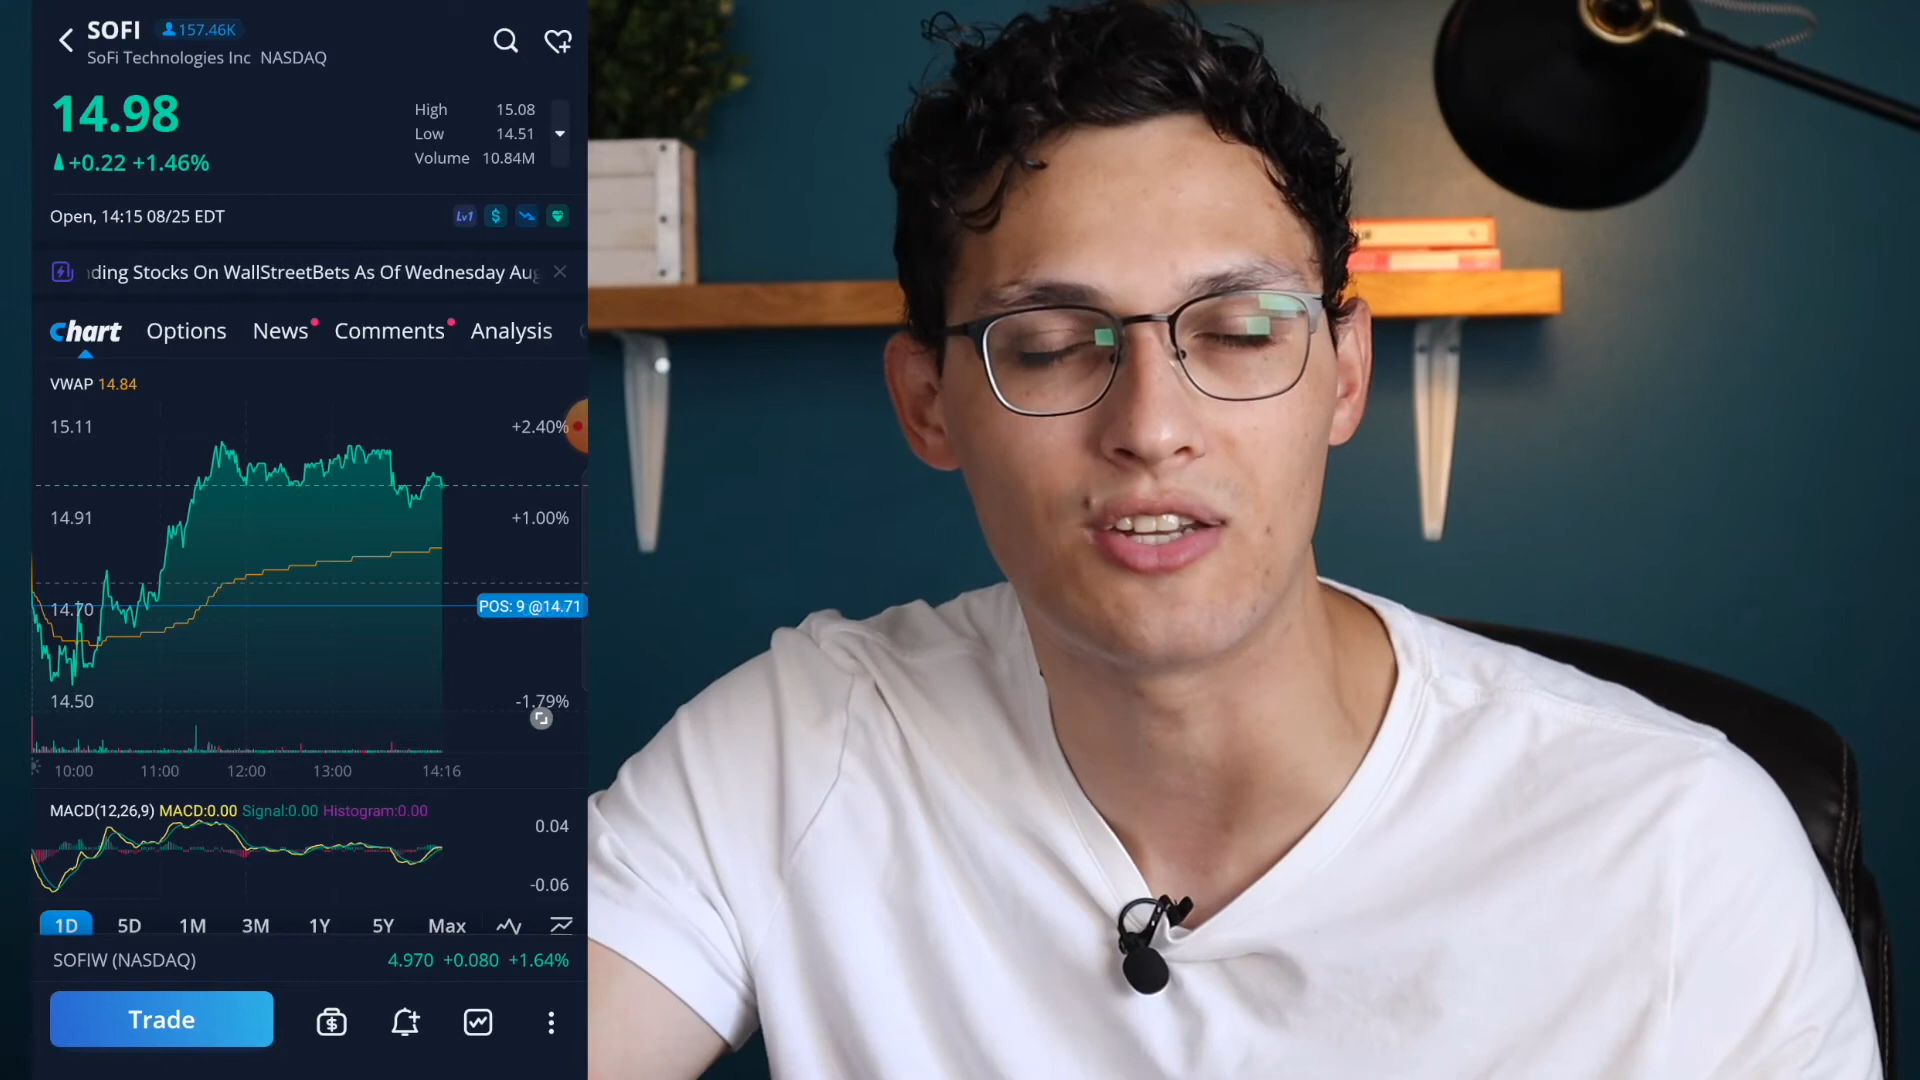 SOFI 157.46K
SoFi Technologies Inc NASDAQ
14.98
+0.22 +1.46%
High 15.08
Low 14.51
Volume 10.84M
Open, 14:15 08/25 EDT
Lv1 $
Stocks On WallStreetBets As Of Wednesday
Chart Options News Comments Analysis
VWAP 14.84
15.11 +2.40%
14.91 +1.00%
14.70 POS: 9 @14.71
14.50 -1.79%
10:00 11:00 12:00 13:00 14:16
MACD(12,26,9) MACD:0.00 Signal:0.00 Histogram:0.00
0.04
-0.06
1D 5D 1M 3M 1Y 5Y Max
SOFIW (NASDAQ) 4.970 +0.080 +1.64%
Trade